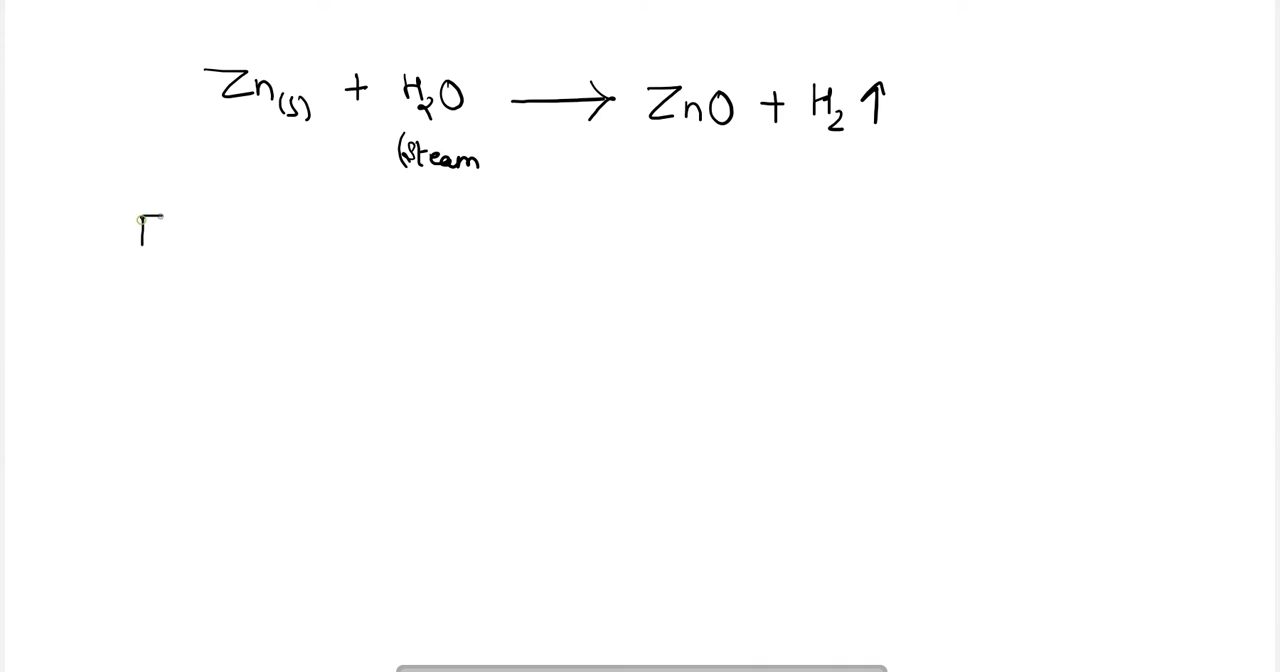 Zn(s) + H₂O ⟶ ZnO + H₂ ↑
(Steam